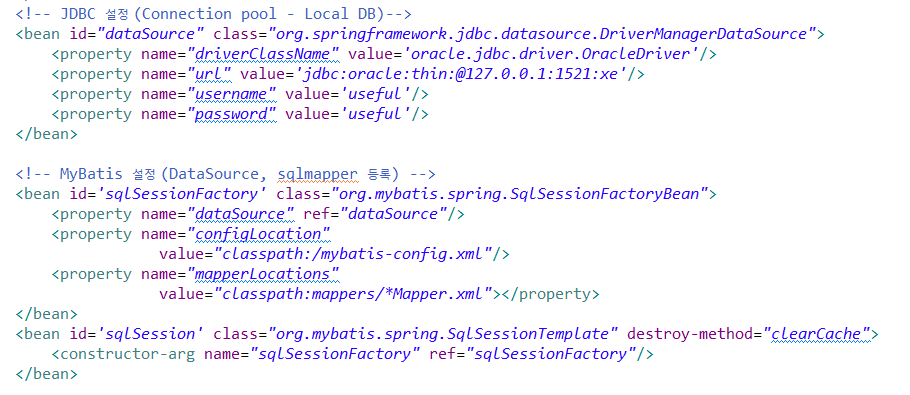 <!-- JDBC 설정 (Connection pool - Local DB)-->
<bean id="dataSource" class="org.springframework.jdbc.datasource.DriverManagerDataSource">
    <property name="driverClassName" value='oracle.jdbc.driver.OracleDriver'/>
    <property name="url" value='jdbc:oracle:thin:@127.0.0.1:1521:xe'/>
    <property name="username" value='useful'/>
    <property name="password" value='useful'/>
</bean>
<!-- MyBatis 설정 (DataSource, sqlmapper 등록) -->
<bean id='sqlSessionFactory' class="org.mybatis.spring.SqlSessionFactoryBean">
    <property name="dataSource" ref="dataSource"/>
    <property name="configLocation"
                value="classpath:/mybatis-config.xml"/>
    <property name="mapperLocations"
                value="classpath:mappers/*Mapper.xml"></property>
</bean>
<bean id='sqlSession' class="org.mybatis.spring.SqlSessionTemplate" destroy-method="clearCache">
    <constructor-arg name="sqlSessionFactory" ref="sqlSessionFactory"/>
</bean>